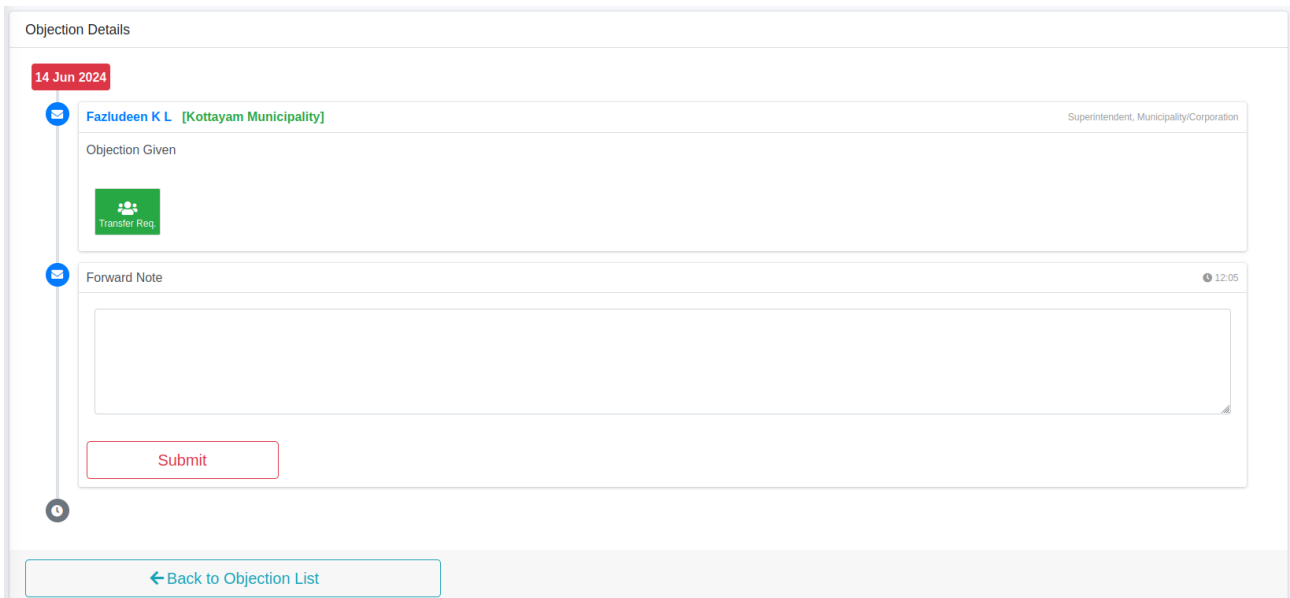 Objection Details
14 Jun 2024
Fazludeen K L [Kottayam Municipality] Superintendent, Municipality/Corporation
Objection Given
Transfer Req.
Forward Note 12:05
Submit
Back to Objection List